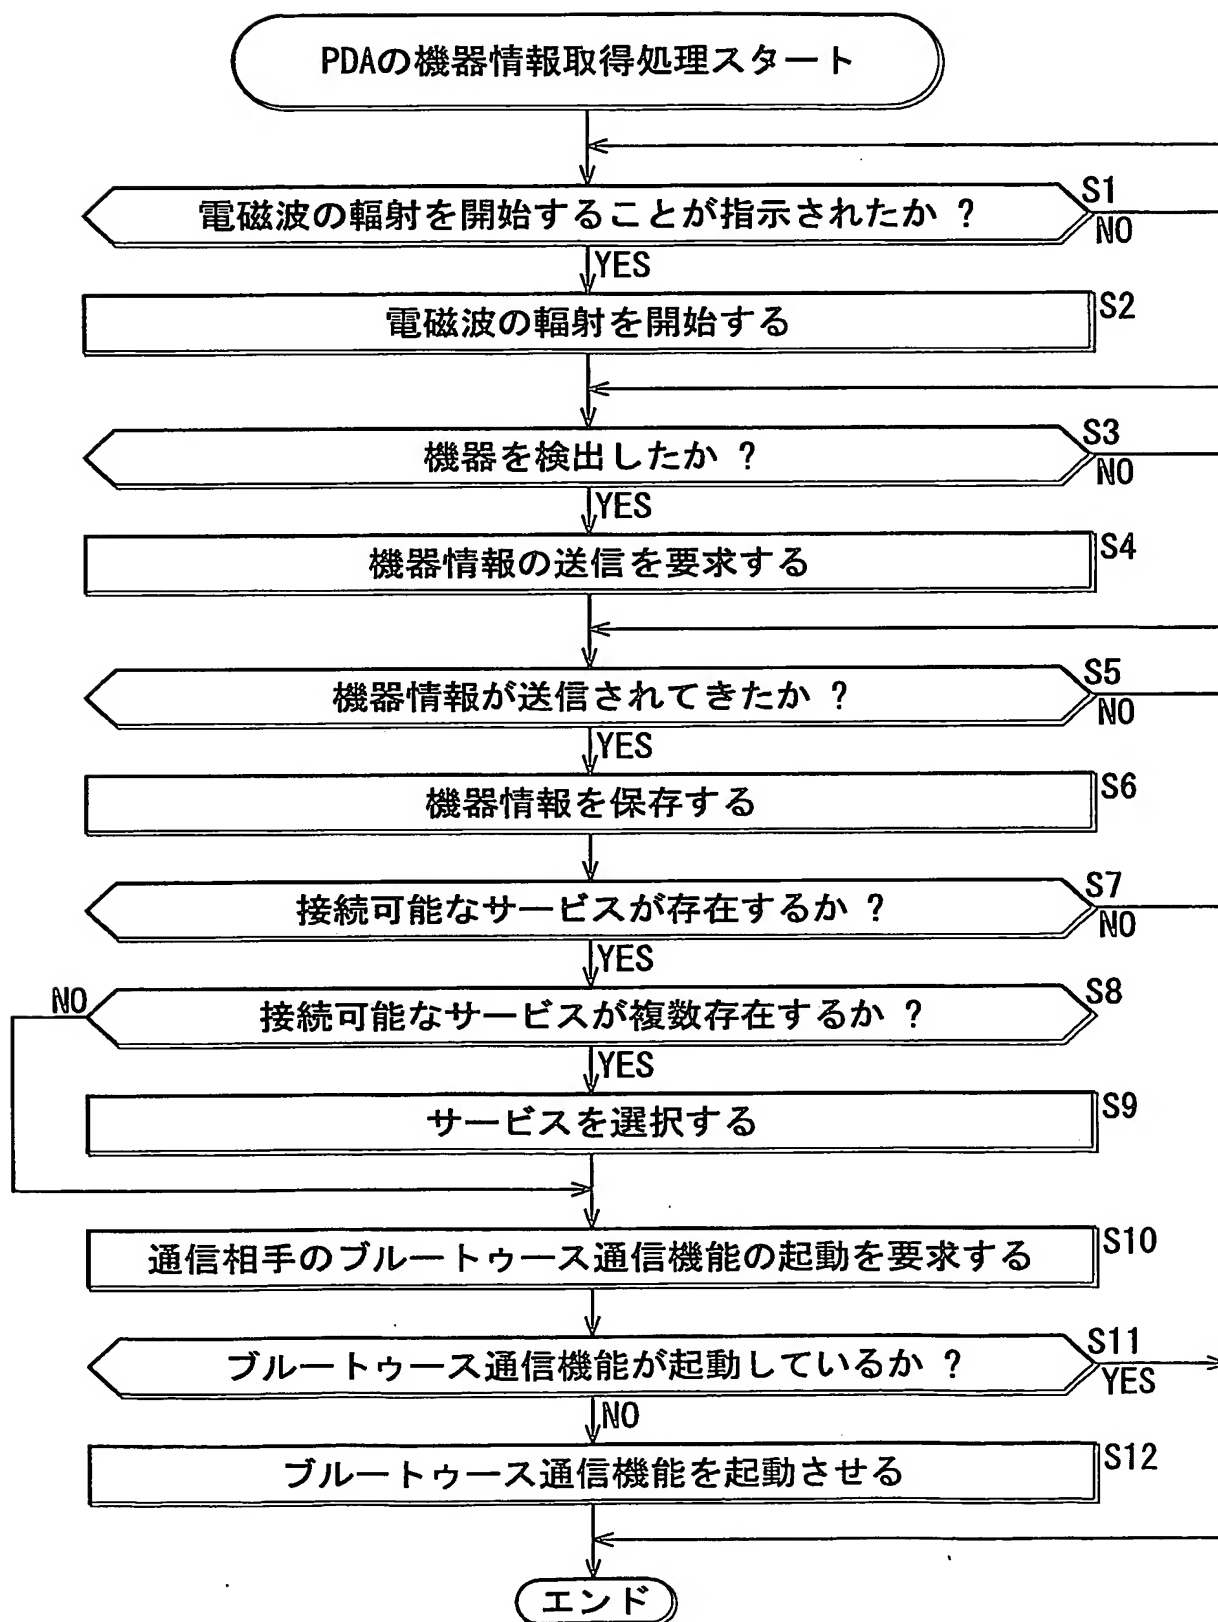 PDAの機器情報取得処理スタート
電磁波の輻射を開始することが指示されたか ?
S1
NO
YES
電磁波の輻射を開始する
S2
機器を検出したか ?
S3
NO
YES
機器情報の送信を要求する
S4
機器情報が送信されてきたか ?
S5
NO
YES
機器情報を保存する
S6
接続可能なサービスが存在するか ?
S7
NO
YES
NO
接続可能なサービスが複数存在するか ?
S8
YES
サービスを選択する
S9
通信相手のブルートゥース通信機能の起動を要求する
S10
ブルートゥース通信機能が起動しているか ?
S11
YES
NO
ブルートゥース通信機能を起動させる
S12
エンド